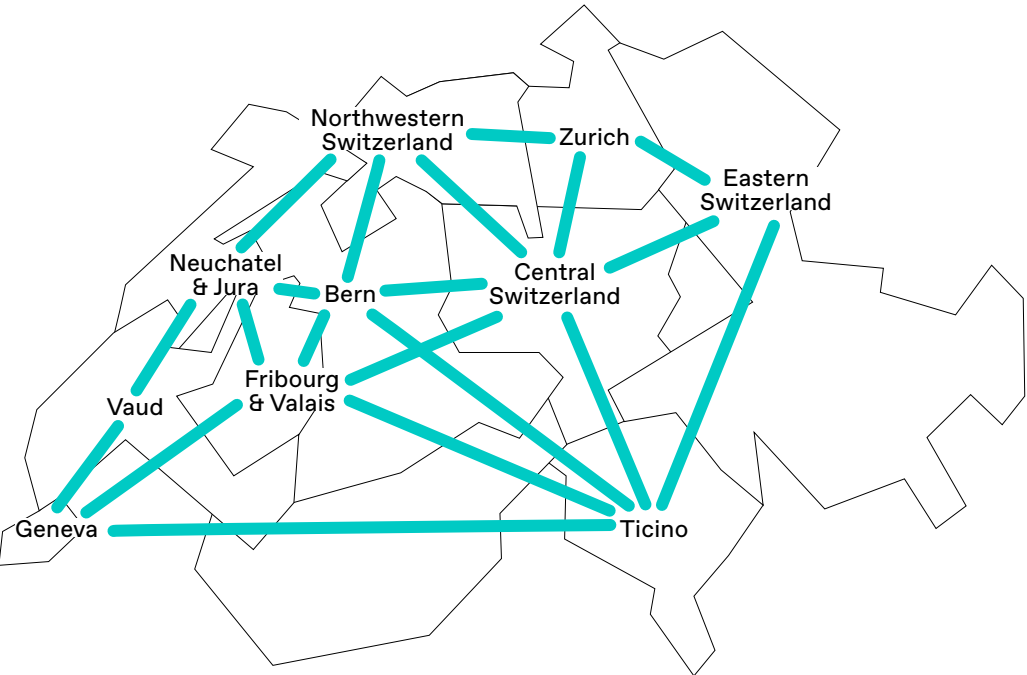 Northwestern
Switzerland
Zurich
Eastern
Switzerland
Neuchatel
& Jura
Bern
Central
Switzerland
Fribourg
& Valais
Vaud
Geneva
Ticino